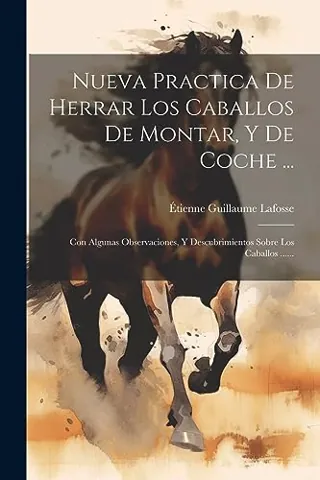 Nueva Practica De
Herrar Los Caballos
De Montar, Y De
Coche ...
Étienne Guillaume Lafosse
Con Algunas Observaciones, Y Descubrimientos Sobre Los
Caballos ......